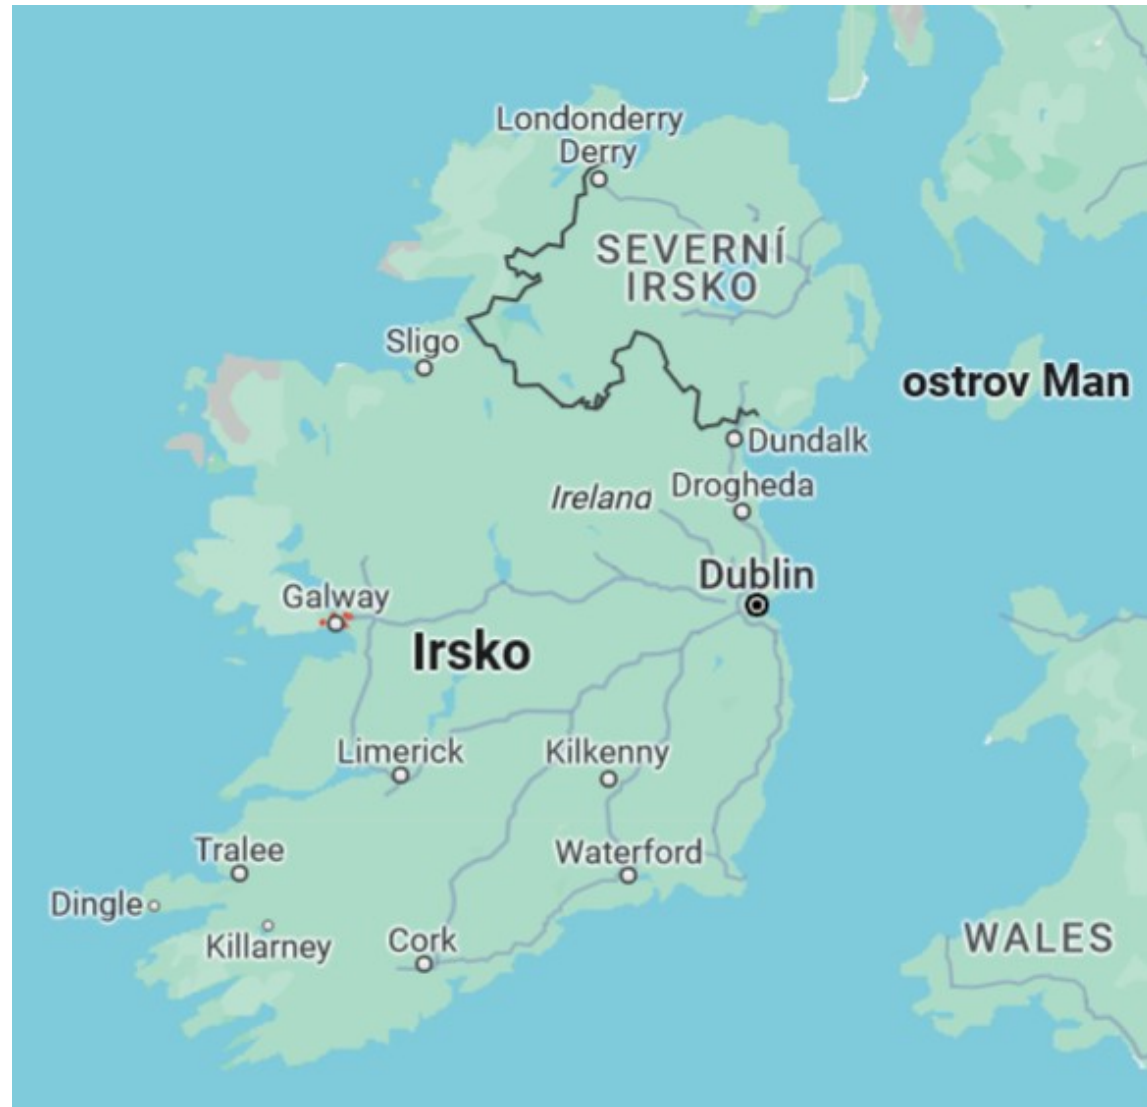 Londonderry
Derry
SEVERNÍ
IRSKO
Sligo
ostrov Man
Dundalk
Drogheda
Ireland
Dublin
Galway
Irsko
Limerick
Kilkenny
Tralee
Waterford
Dingle
Killarney
Cork
WALES